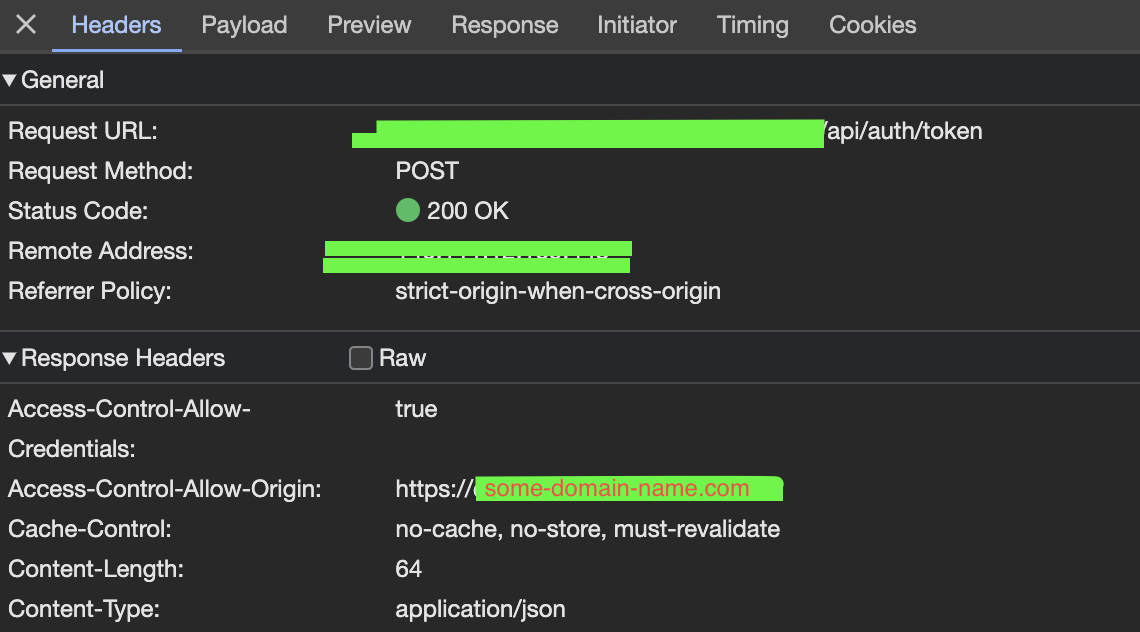 Headers Payload Preview Response Initiator Timing Cookies
General
Request URL: /api/auth/token
Request Method: POST
Status Code: 200 OK
Remote Address:
Referrer Policy: strict-origin-when-cross-origin
Response Headers Raw
Access-Control-Allow- true
Credentials:
Access-Control-Allow-Origin: https:// some-domain-name.com
Cache-Control: no-cache, no-store, must-revalidate
Content-Length: 64
Content-Type: application/json